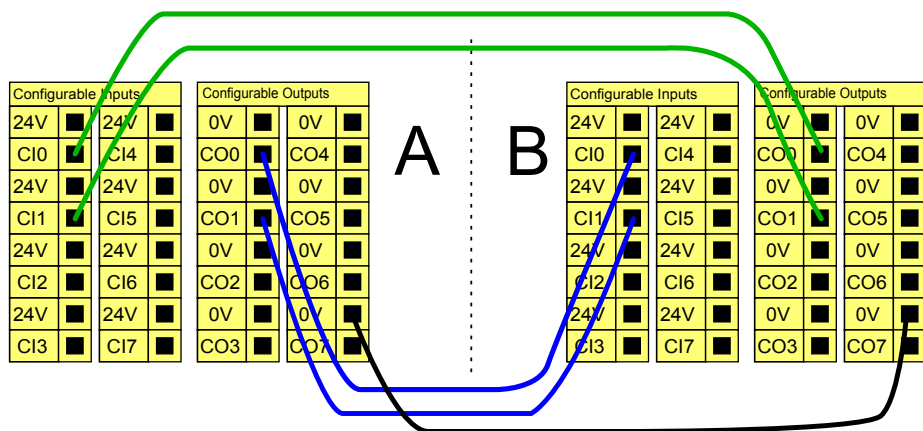 Configurable Inputs Configurable Outputs A B Configurable Inputs Configurable Outputs
24V 24V 0V 0V 24V 24V 0V 0V
CI0 CI4 CO0 CO4 CI0 CI4 CO0 CO4
24V 24V 0V 0V 24V 24V 0V 0V
CI1 CI5 CO1 CO5 CI1 CI5 CO1 CO5
24V 24V 0V 0V 24V 24V 0V 0V
CI2 CI6 CO2 CO6 CI2 CI6 CO2 CO6
24V 24V 0V 0V 24V 24V 0V 0V
CI3 CI7 CO3 CO7 CI3 CI7 CO3 CO7